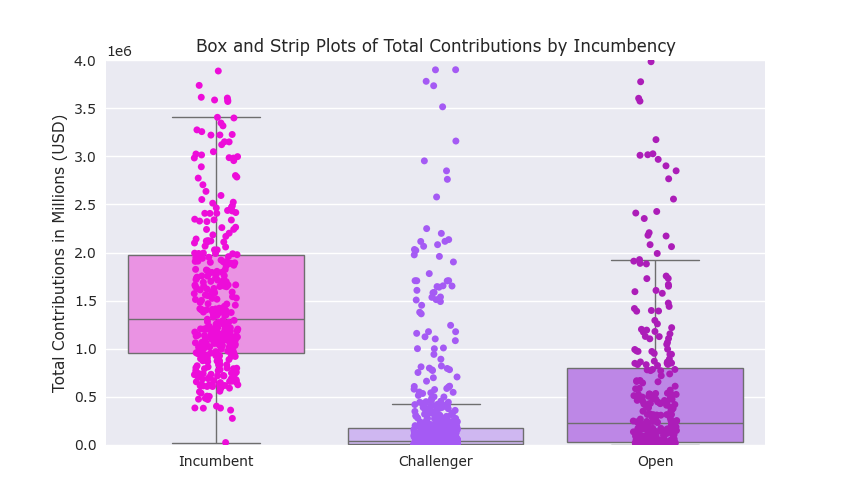 Box and Strip Plots of Total Contributions by Incumbency
1e6
Total Contributions in Millions (USD)
4.0
3.5
3.0
2.5
2.0
1.5
1.0
0.5
0.0
Incumbent Challenger Open